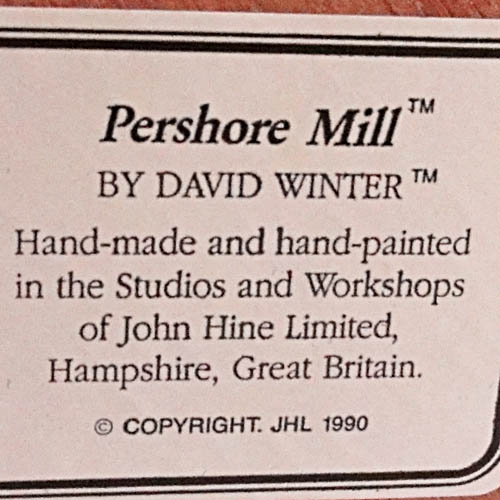 Pershore Mill™
BY DAVID WINTER™
Hand-made and hand-painted
in the Studios and Workshops
of John Hine Limited,
Hampshire, Great Britain.
© COPYRIGHT. JHL 1990